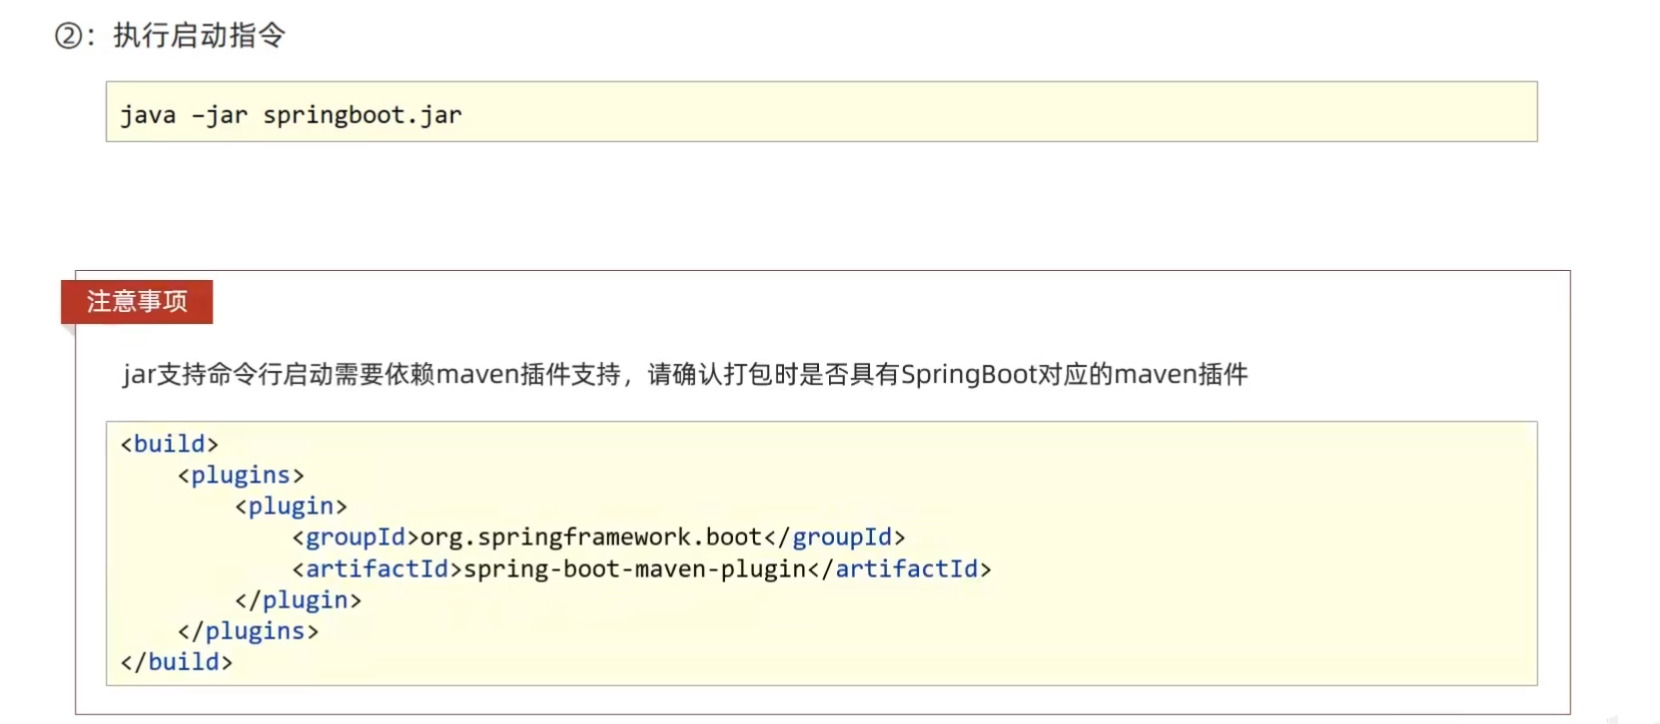 ②：执行启动指令
java –jar springboot.jar
注意事项
jar支持命令行启动需要依赖maven插件支持，请确认打包时是否具有SpringBoot对应的maven插件
<build>
    <plugins>
        <plugin>
            <groupId>org.springframework.boot</groupId>
            <artifactId>spring-boot-maven-plugin</artifactId>
        </plugin>
    </plugins>
</build>